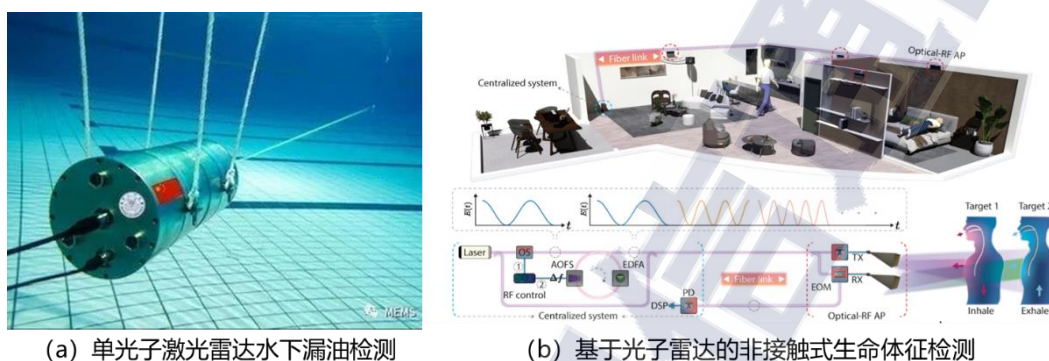 MEMS
Fiber link
Optical-RF AP
Centralized system
E(t)
t
E(t)
t
Target 1
Target 2
Laser
OS
①
②
RF control
AOFS
Δf
EDFA
PD
DSP
Fiber link
TX
RX
EOM
Centralized system
Optical-RF AP
Inhale
Exhale
(a) 单光子激光雷达水下漏油检测
(b) 基于光子雷达的非接触式生命体征检测